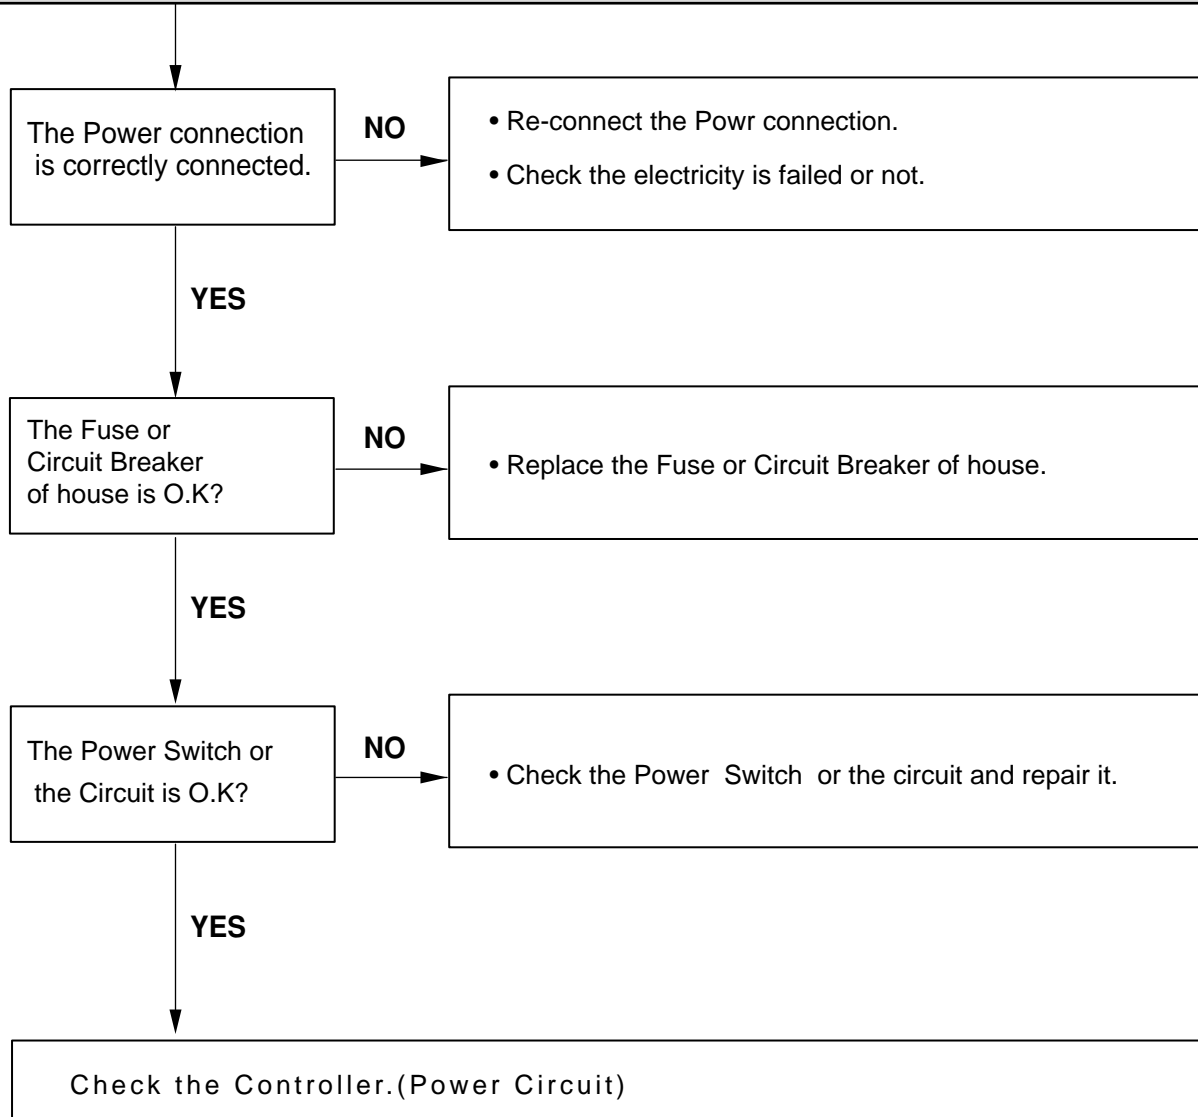 The Power connection
is correctly connected.
NO
• Re-connect the Powr connection.
• Check the electricity is failed or not.
YES
The Fuse or
Circuit Breaker
of house is O.K?
NO
• Replace the Fuse or Circuit Breaker of house.
YES
The Power Switch or
the Circuit is O.K?
NO
• Check the Power Switch or the circuit and repair it.
YES
Check the Controller.(Power Circuit)